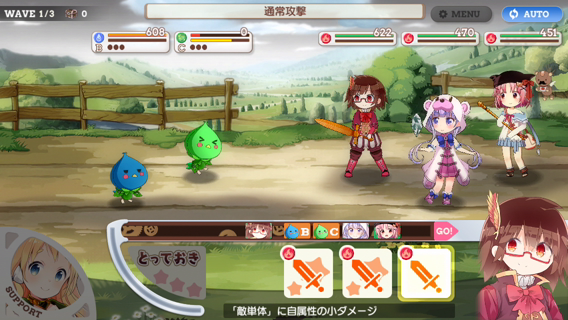 WAVE 1/3
0
通常攻撃
MENU
AUTO
608
B
0
C
622
470
451
B
C
GO!
とっておき
SUPPORT
「敵単体」に自属性の小ダメージ